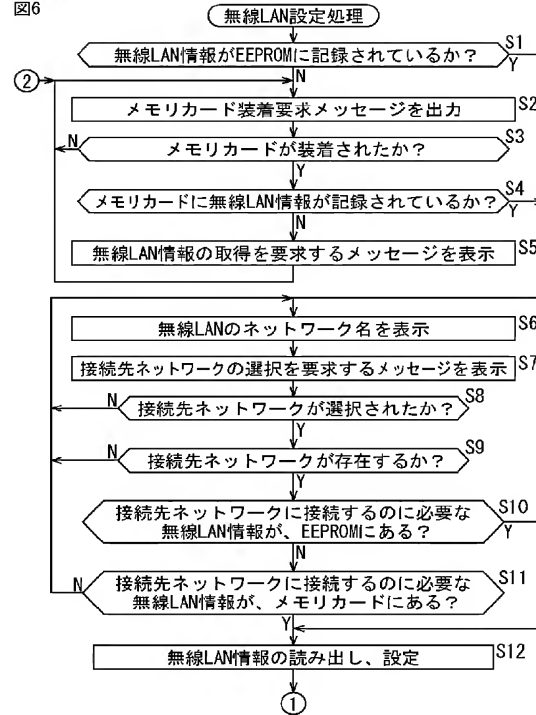 図6
無線LAN設定処理
無線LAN情報がEEPROMに記録されているか?
S1
Y
N
②
メモリカード装着要求メッセージを出力
S2
メモリカードが装着されたか?
S3
N
Y
メモリカードに無線LAN情報が記録されているか?
S4
Y
N
無線LAN情報の取得を要求するメッセージを表示
S5
無線LANのネットワーク名を表示
S6
接続先ネットワークの選択を要求するメッセージを表示
S7
接続先ネットワークが選択されたか?
S8
N
Y
接続先ネットワークが存在するか?
S9
N
Y
接続先ネットワークに接続するのに必要な
無線LAN情報が、EEPROMにある?
S10
Y
N
接続先ネットワークに接続するのに必要な
無線LAN情報が、メモリカードにある?
S11
N
Y
無線LAN情報の読み出し、設定
S12
①